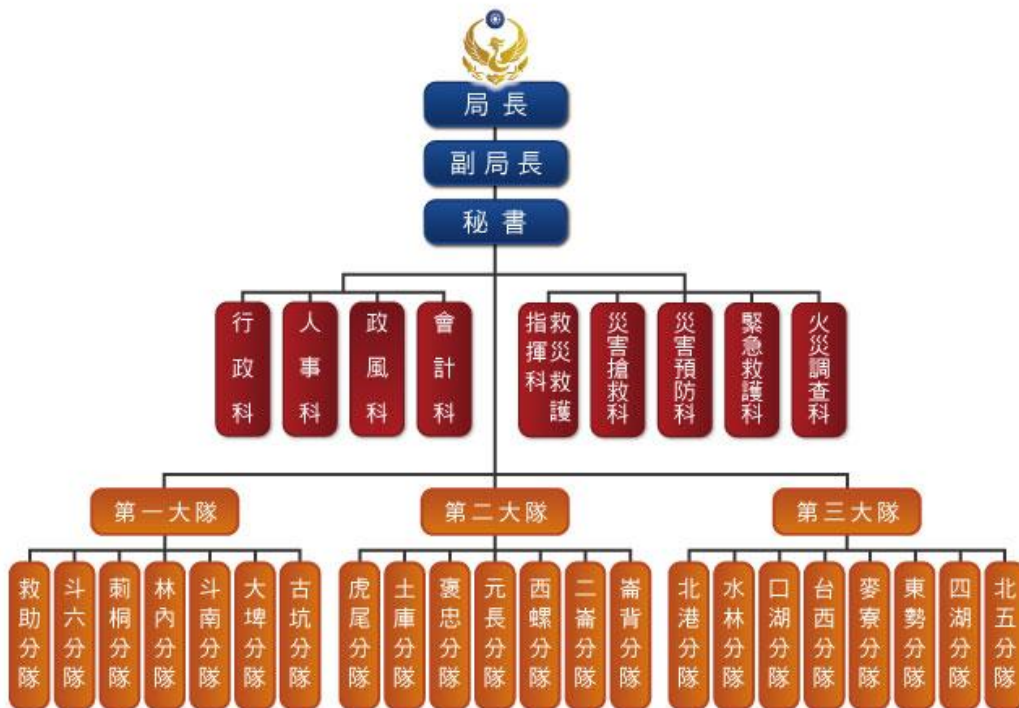 局長
副局長
秘書
行政科
人事科
政風科
會計科
救災救護
指揮科
災害搶救科
災害預防科
緊急救護科
火災調查科
第一大隊
第二大隊
第三大隊
救助分隊
斗六分隊
莿桐分隊
林內分隊
斗南分隊
大埤分隊
古坑分隊
虎尾分隊
土庫分隊
褒忠分隊
元長分隊
西螺分隊
二崙分隊
崙背分隊
北港分隊
水林分隊
口湖分隊
台西分隊
麥寮分隊
東勢分隊
四湖分隊
北五分隊